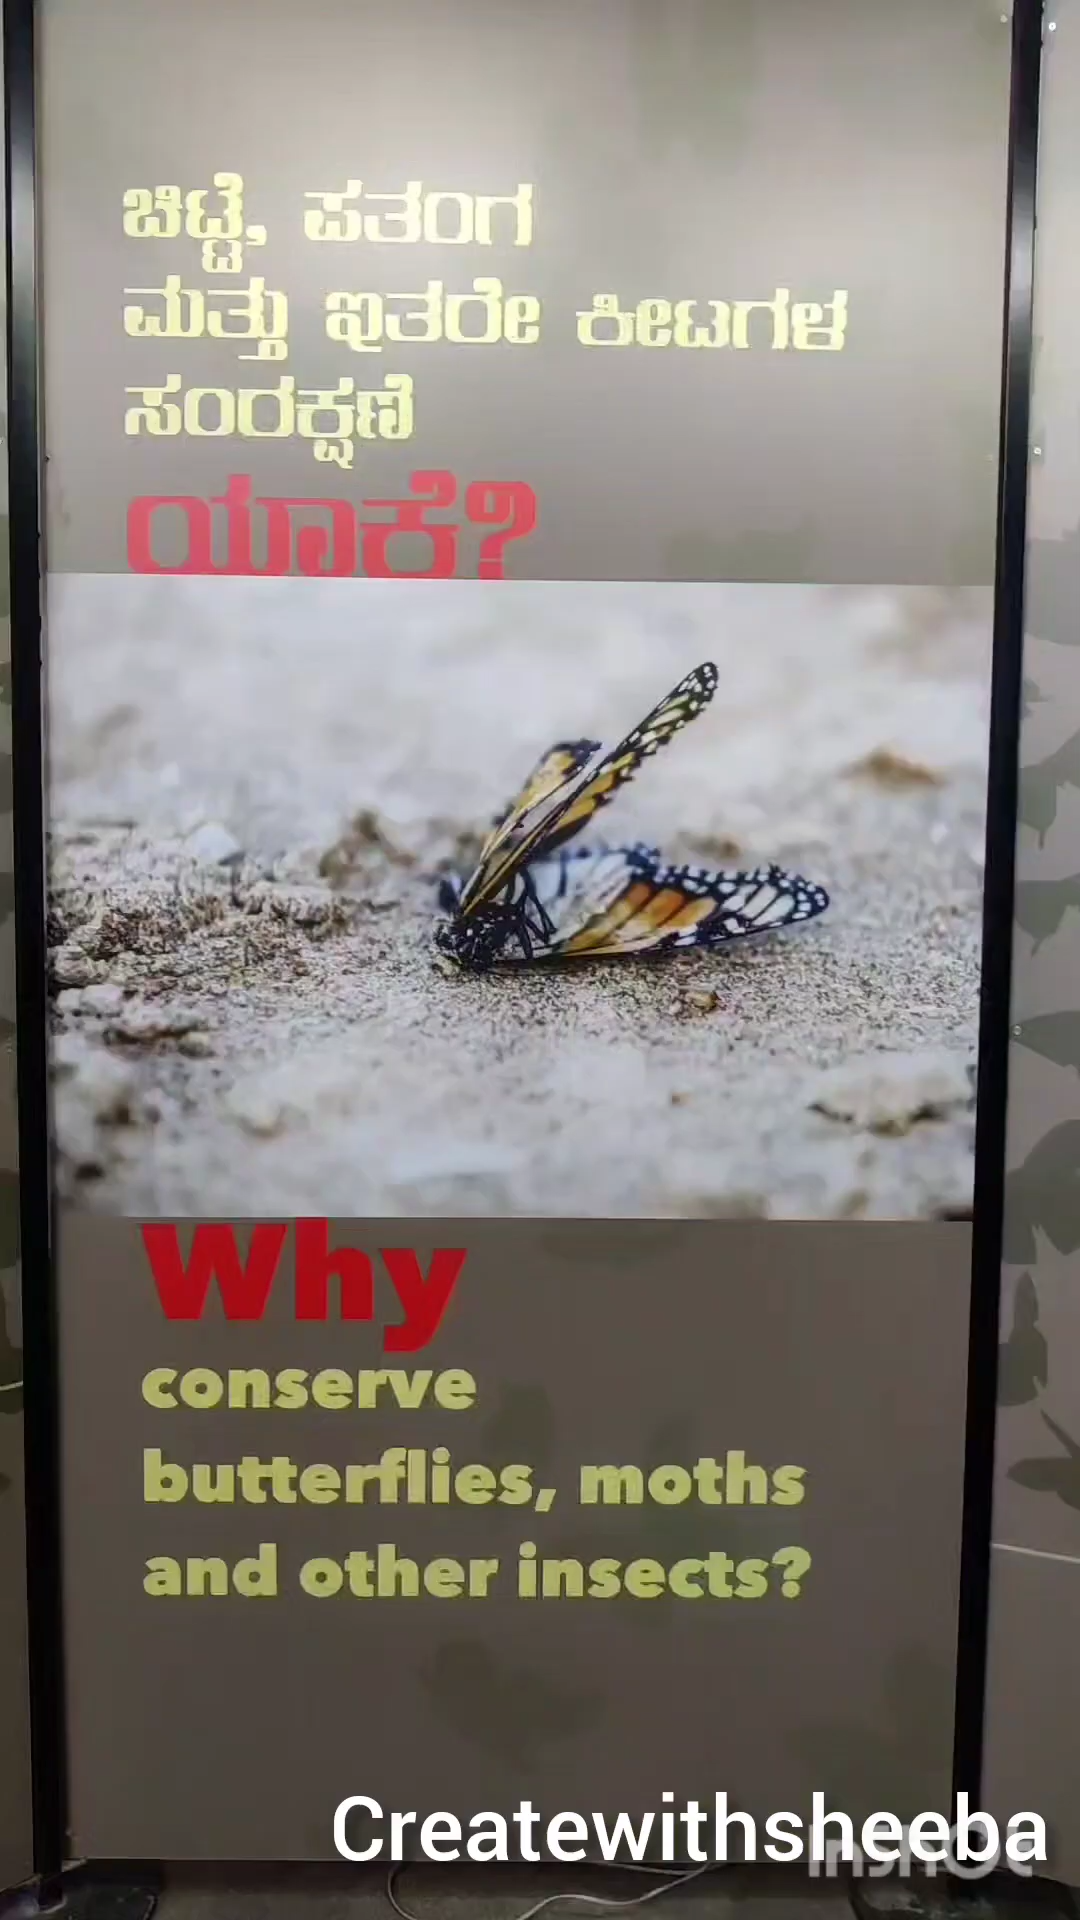 ಚಿಟ್ಟೆ, ಪತಂಗ
ಮತ್ತು ಇತರೇ ಕೀಟಗಳ
ಸಂರಕ್ಷಣೆ
ಯಾಕೆ?
Why
conserve
butterflies, moths
and other insects?
Createwithsheeba